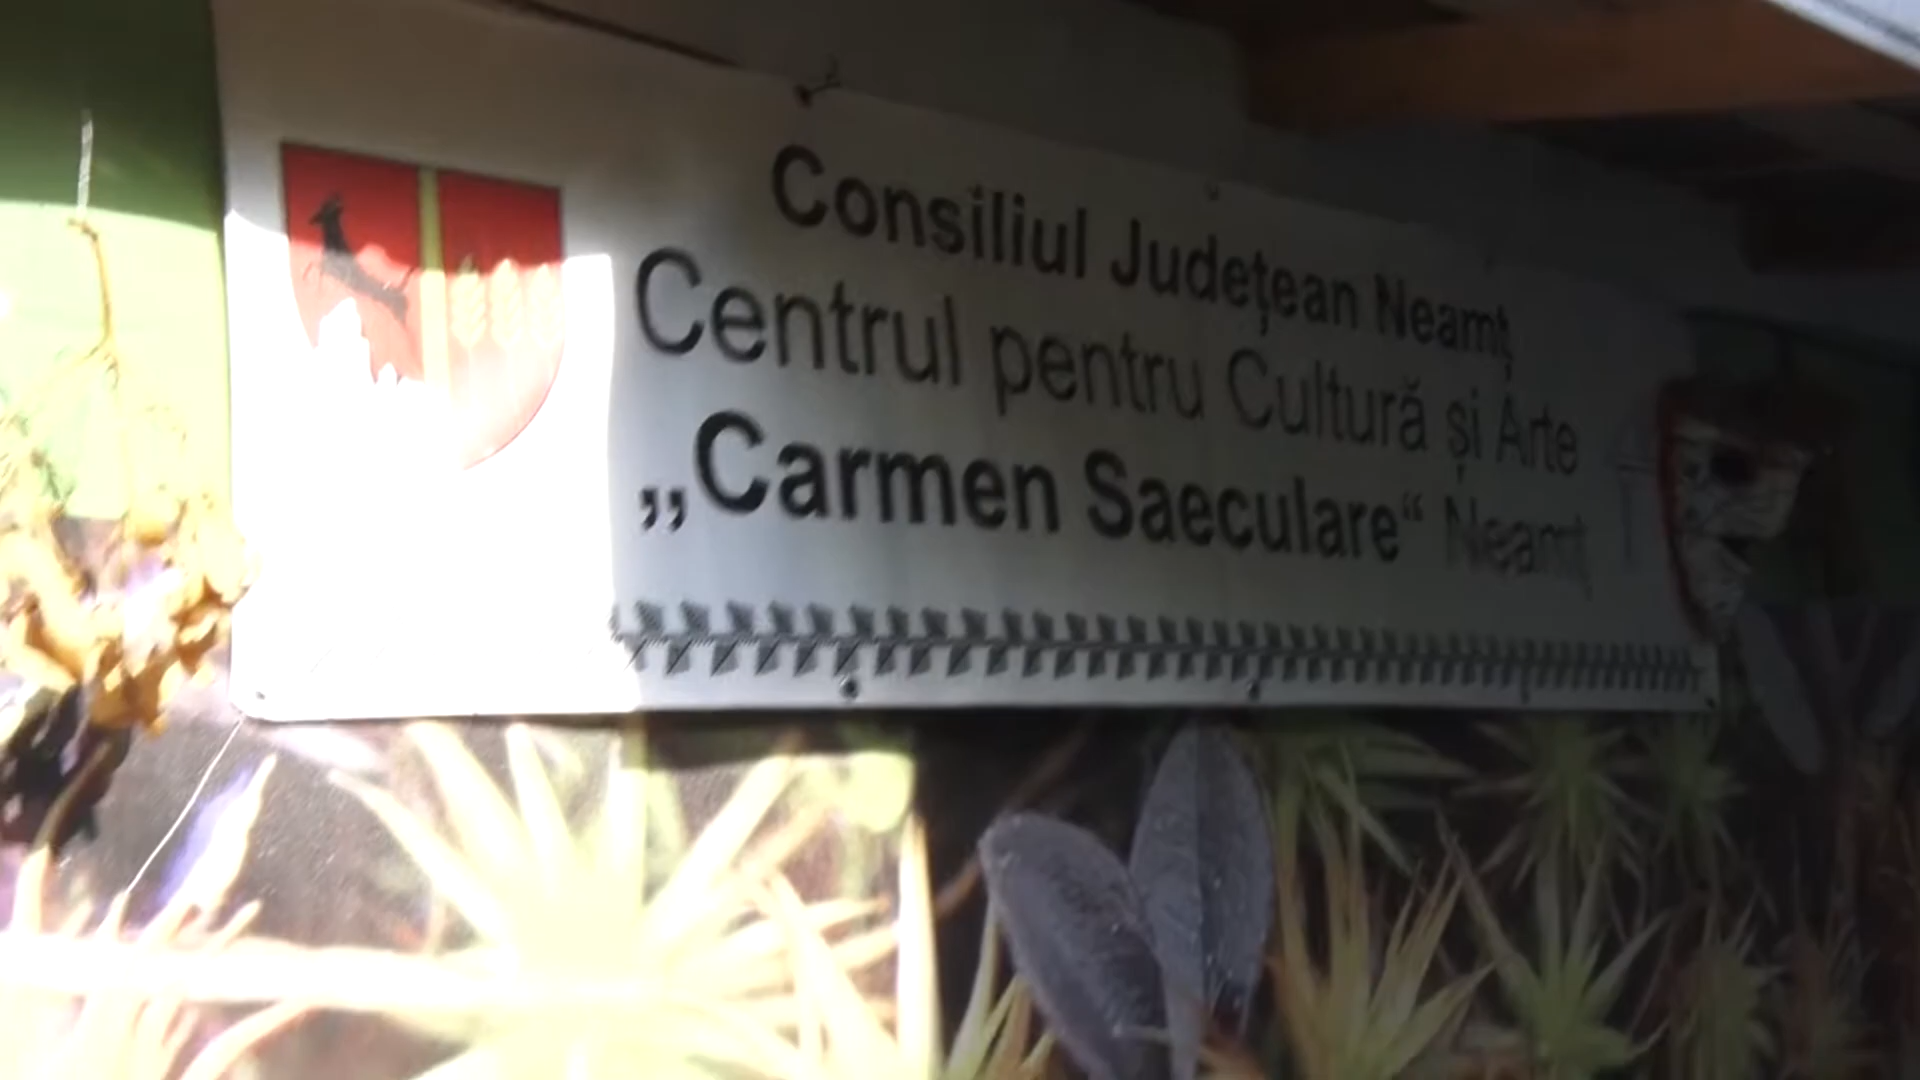 Consiliul Județean Neamț
Centrul pentru Cultură și Arte
„Carmen Saeculare“ Neamț